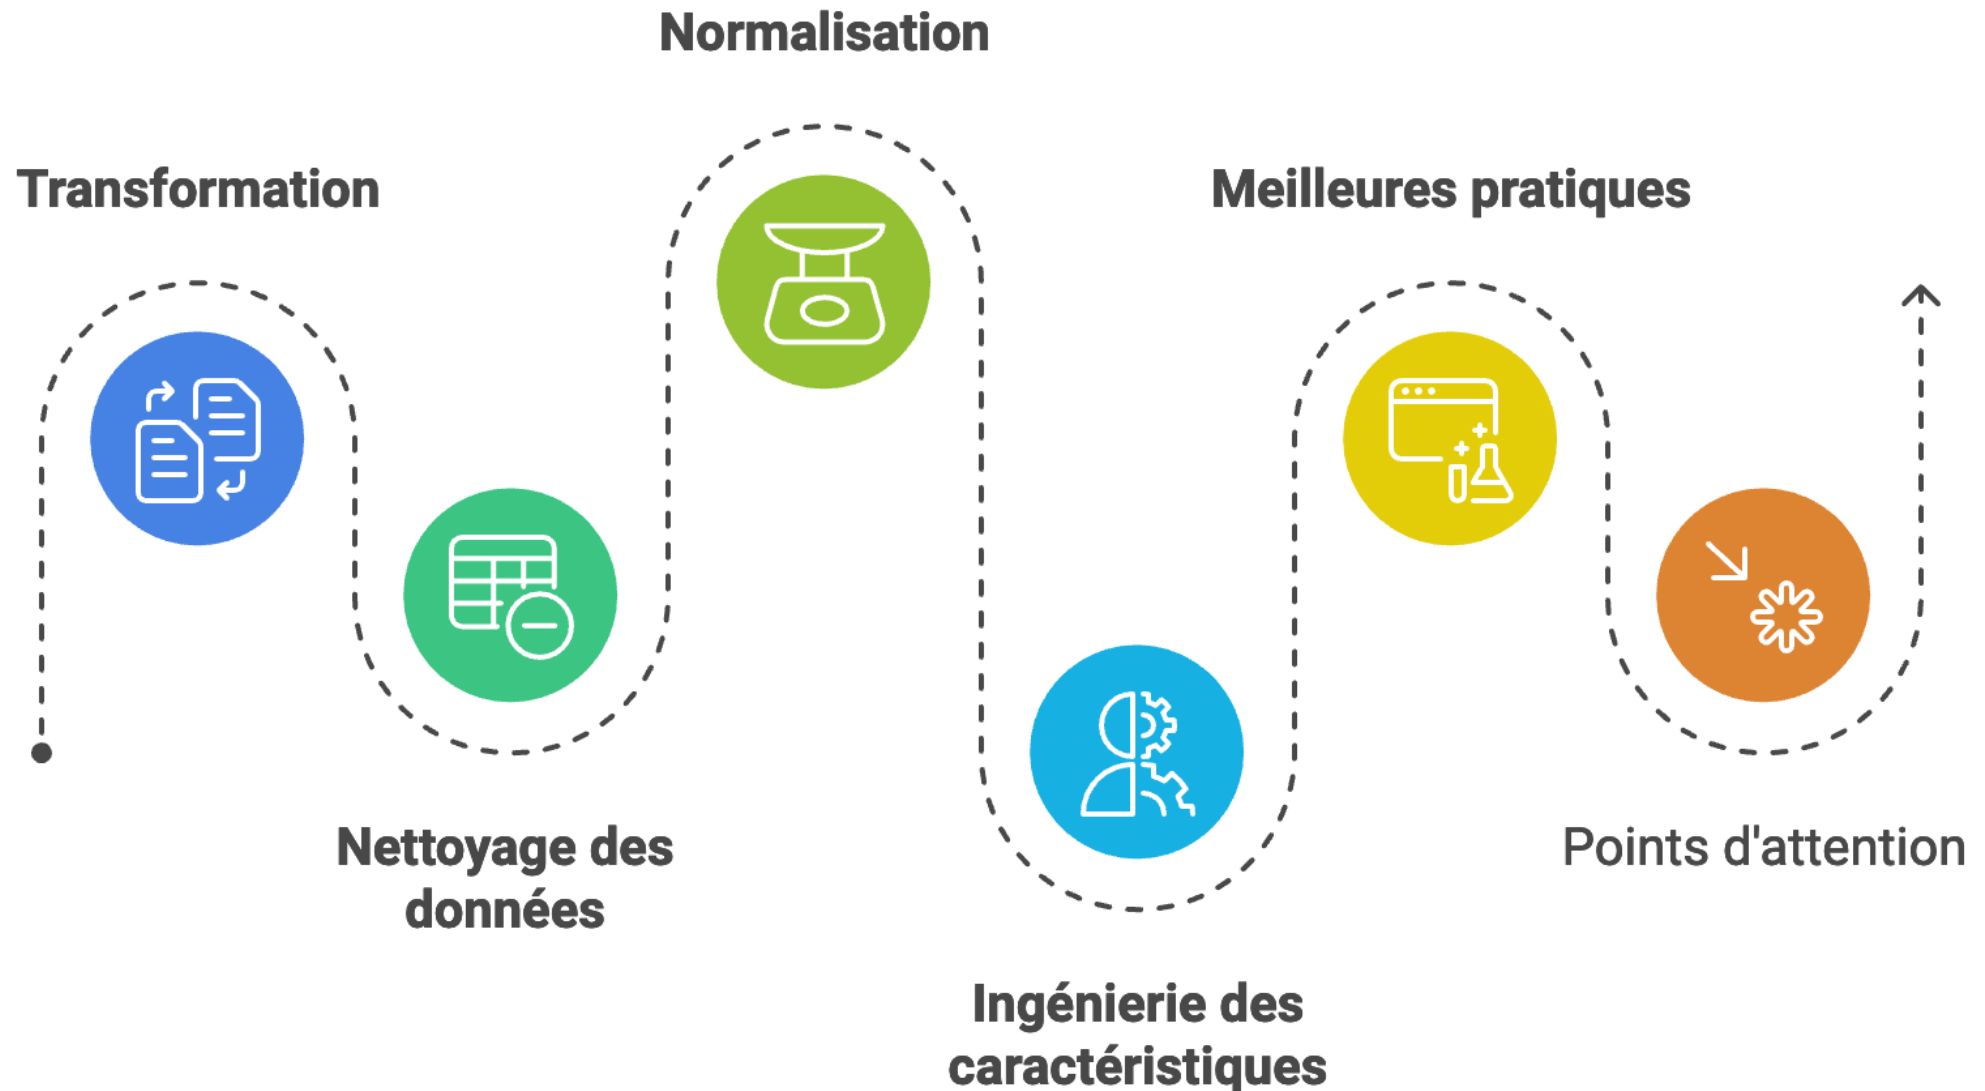 Transformation
Nettoyage des
données
Normalisation
Ingénierie des
caractéristiques
Meilleures pratiques
Points d'attention